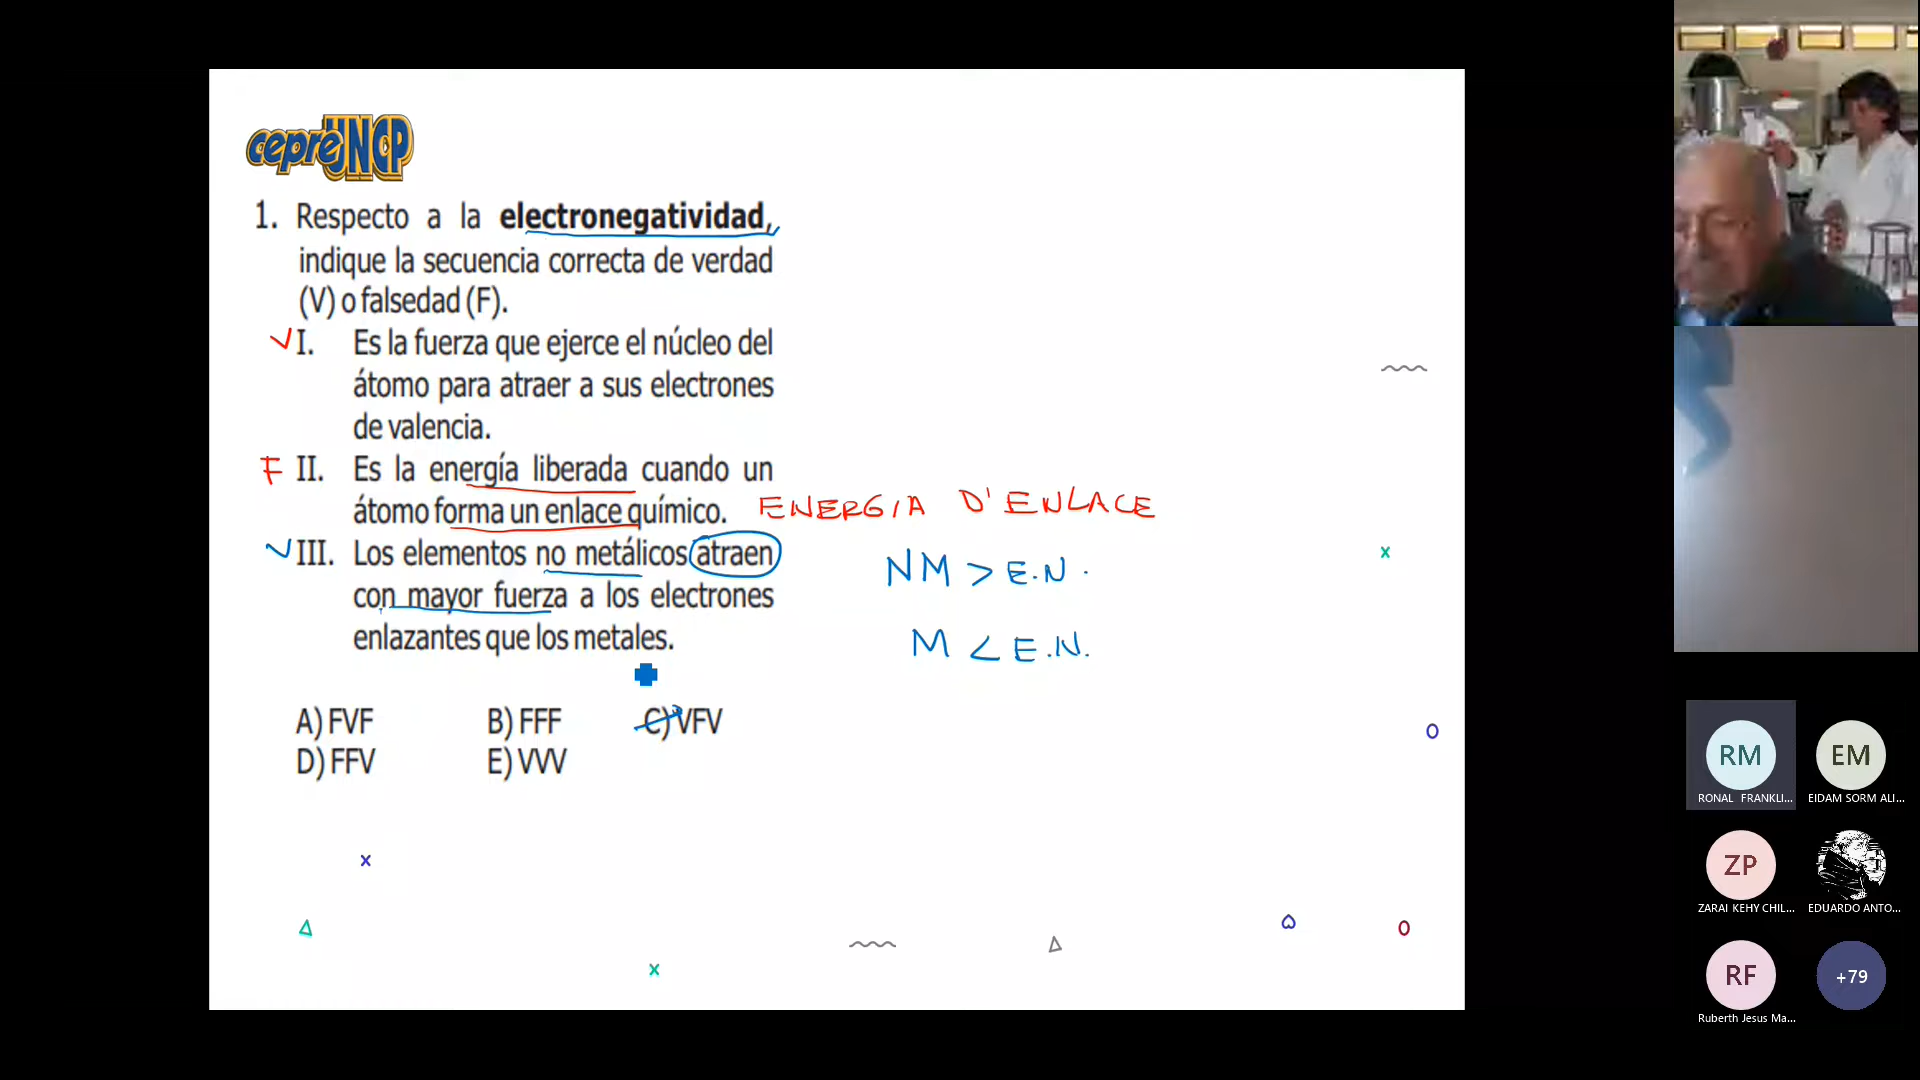 cepreUNCP
1. Respecto a la electronegatividad,
indique la secuencia correcta de verdad
(V) o falsedad (F).
V I. Es la fuerza que ejerce el núcleo del
átomo para atraer a sus electrones
de valencia.
F II. Es la energía liberada cuando un
átomo forma un enlace químico.
ENERGIA D' ENLACE
V III. Los elementos no metálicos atraen
con mayor fuerza a los electrones
enlazantes que los metales.
NM > E.N.
M < E.N.
A) FVF B) FFF C) VFV
D) FFV E) VVV
RM
RONAL FRANKLI...
EM
EIDAM SORM ALI...
ZP
ZARAI KEHY CHIL...
EDUARDO ANTO...
RF
Ruberth Jesus Ma...
+79